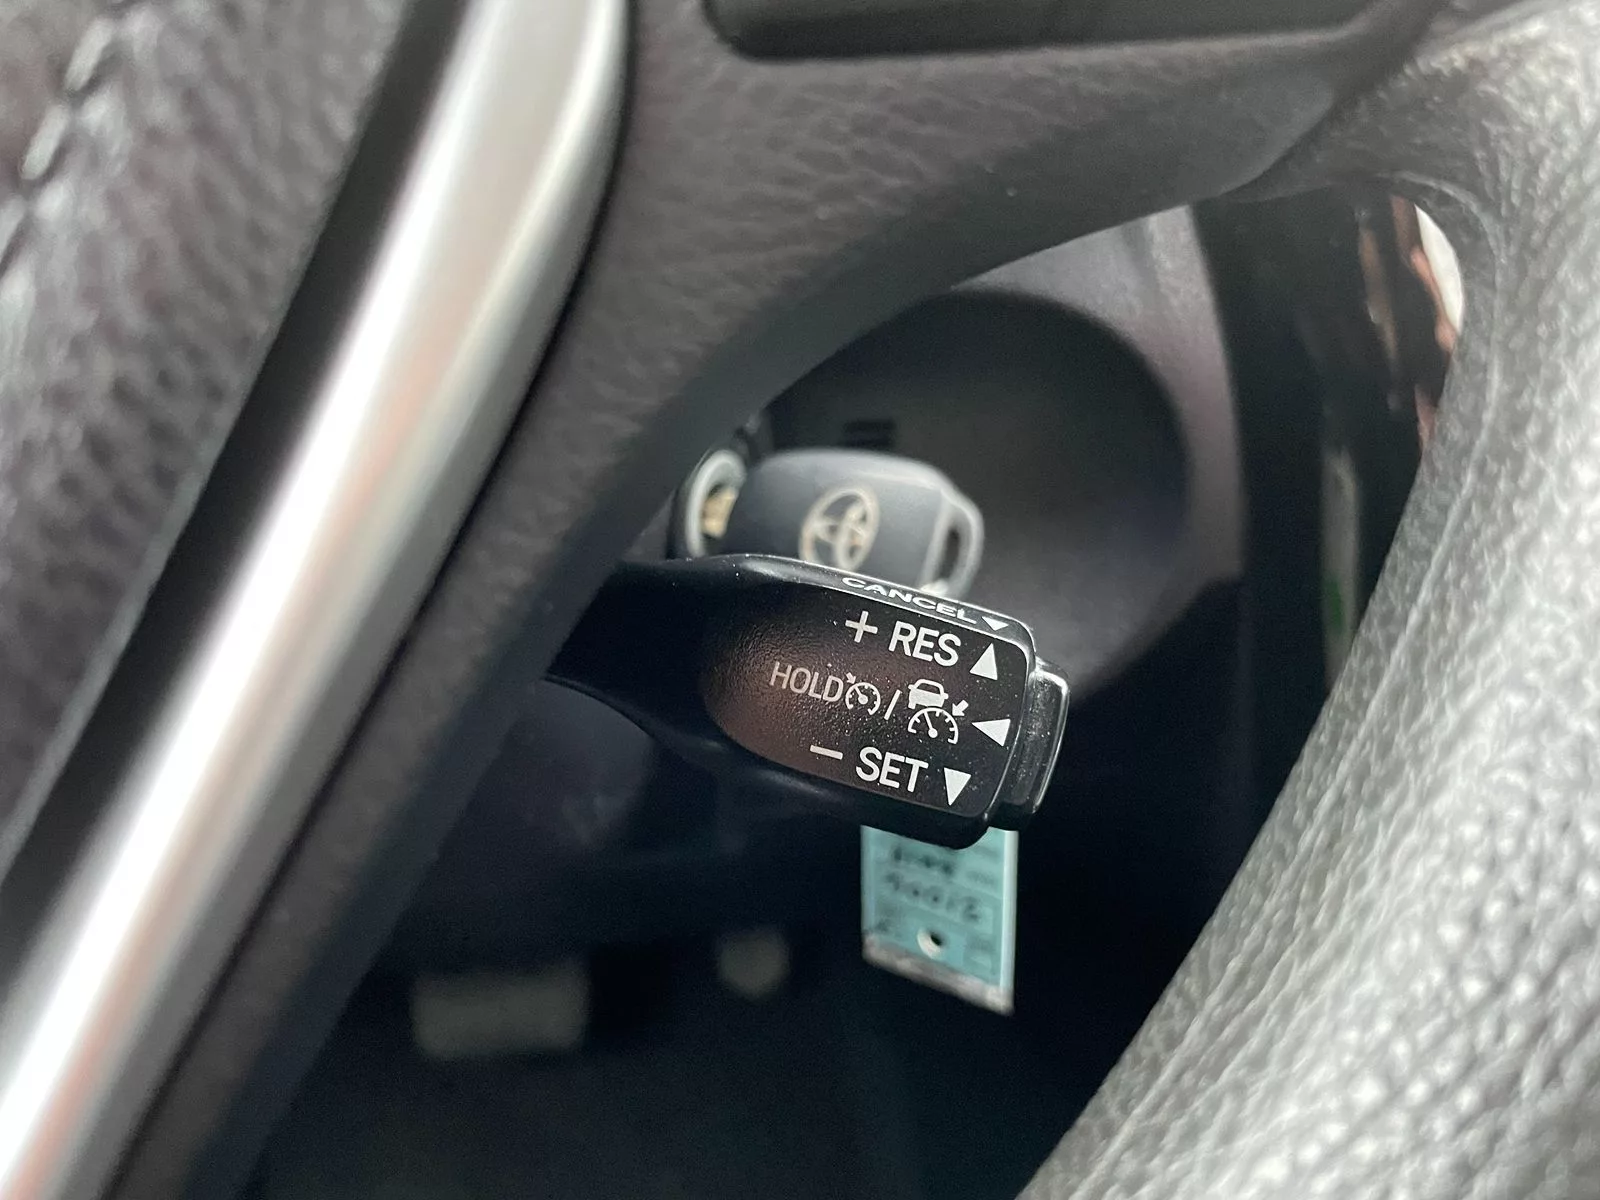 CANCEL▼
+ RES ▲
HOLD / ◀
− SET ▼